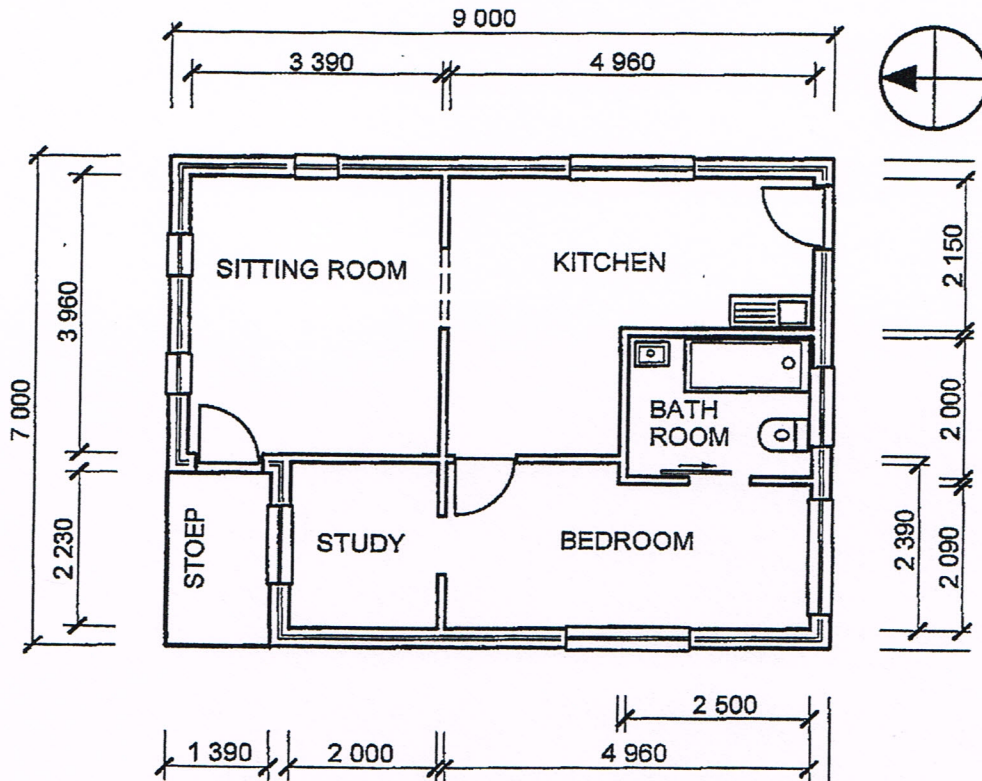 9 000
3 390
4 960
SITTING ROOM
KITCHEN
3 960
7 000
2 150
BATH
ROOM
2 000
STOEP
STUDY
BEDROOM
2 230
2 390
2 090
2 500
1 390
2 000
4 960